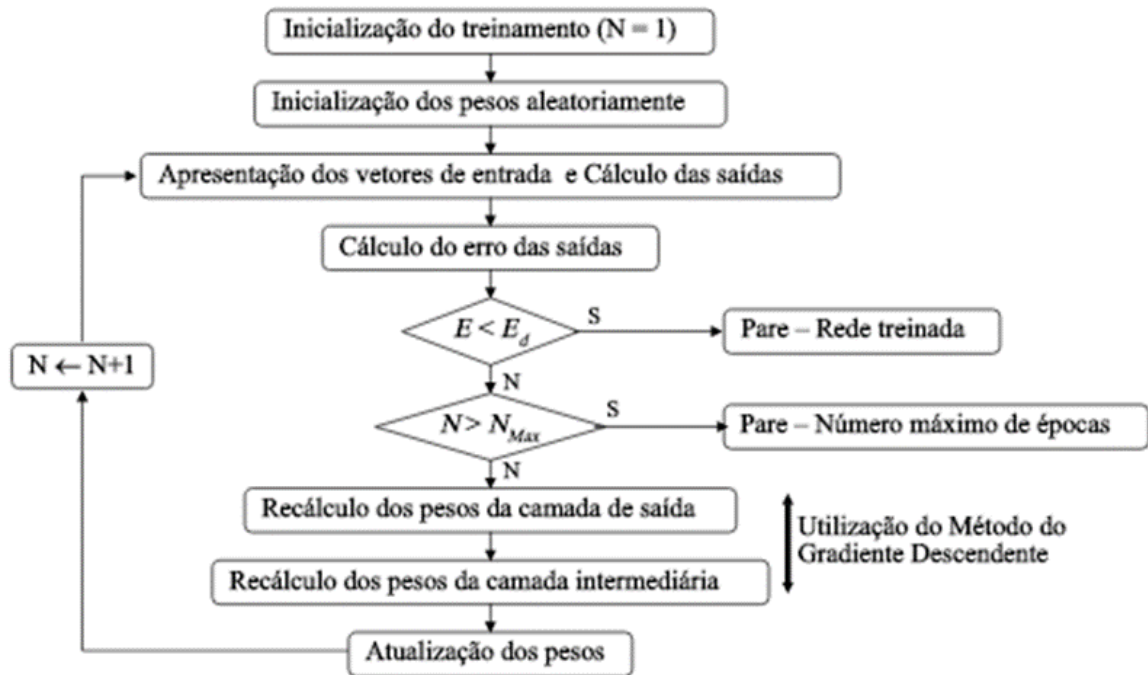 Inicialização do treinamento (N = 1)
Inicialização dos pesos aleatoriamente
Apresentação dos vetores de entrada e Cálculo das saídas
Cálculo do erro das saídas
E < E_d
S
Pare – Rede treinada
N ← N+1
N
N > N_Max
S
Pare – Número máximo de épocas
N
Recálculo dos pesos da camada de saída
Utilização do Método do
Gradiente Descendente
Recálculo dos pesos da camada intermediária
Atualização dos pesos